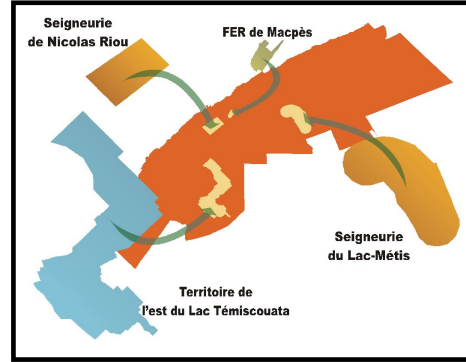 Seigneurie
de Nicolas Riou
FER de Macpès
Seigneurie
du Lac-Métis
Territoire de
l'est du Lac Témiscouata